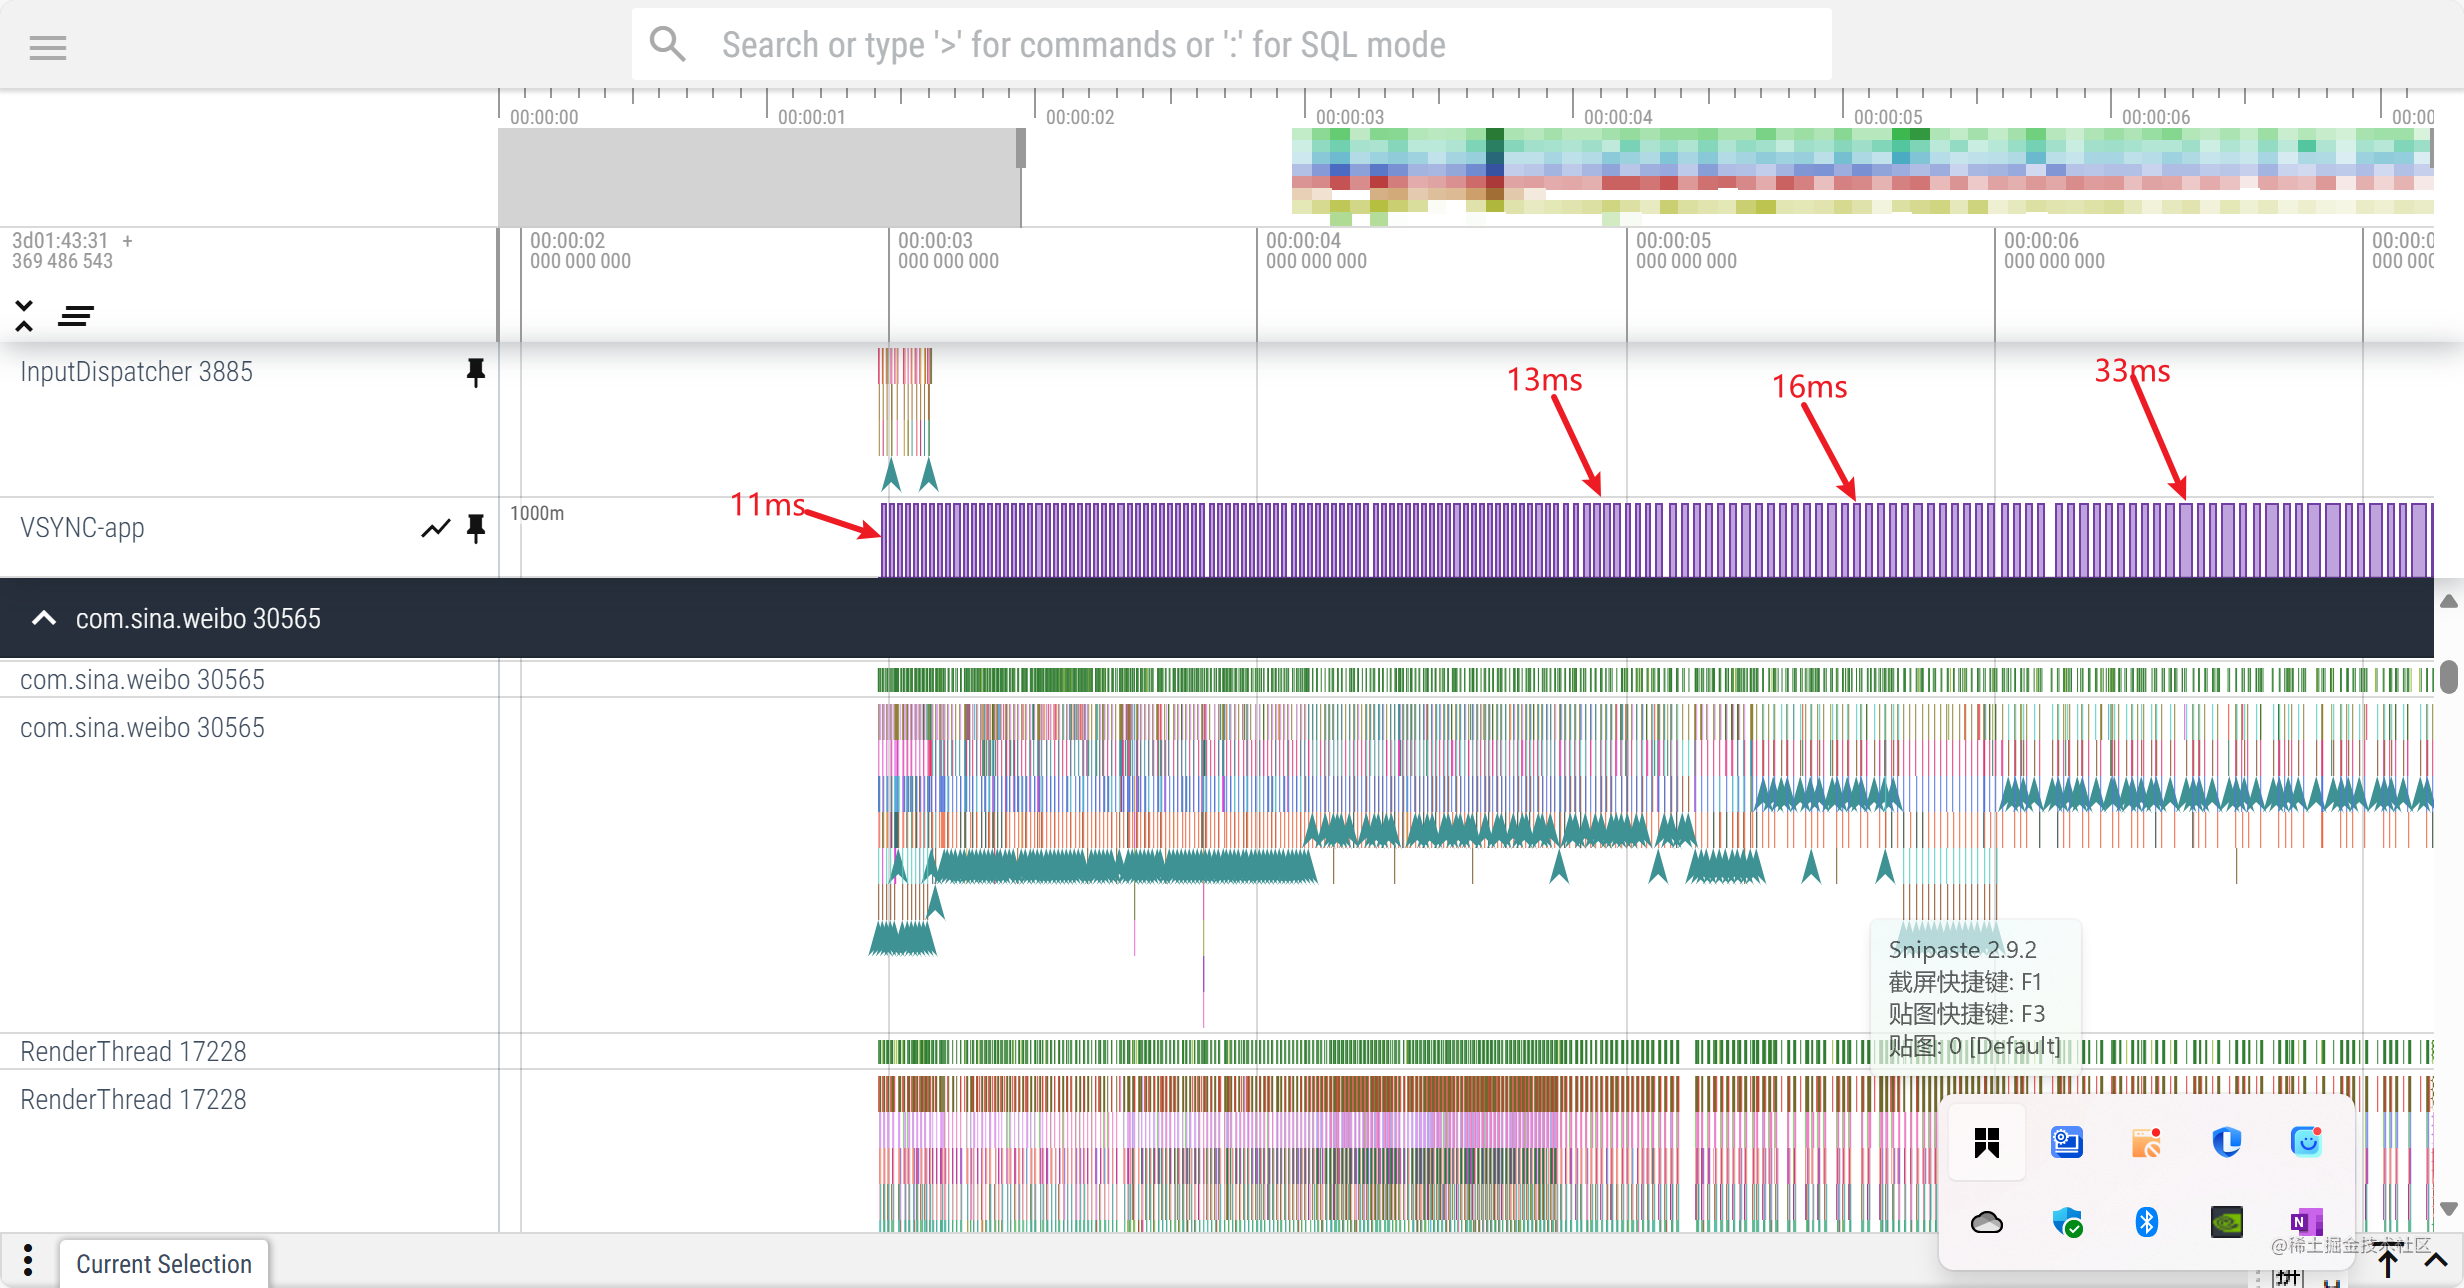 Search or type '>' for commands or ':' for SQL mode
00:00:00
00:00:01
00:00:02
00:00:03
00:00:04
00:00:05
00:00:06
00:00
3d01:43:31 +
369 486 543
00:00:02
000 000 000
00:00:03
000 000 000
00:00:04
000 000 000
00:00:05
000 000 000
00:00:06
000 000 000
00:00:0
000 000
InputDispatcher 3885
13ms
16ms
33ms
11ms
VSYNC-app
1000m
com.sina.weibo 30565
com.sina.weibo 30565
com.sina.weibo 30565
Snipaste 2.9.2
截屏快捷键: F1
贴图快捷键: F3
贴图: 0 [Default]
RenderThread 17228
RenderThread 17228
N
@稀土掘金技术社区
拼
Current Selection